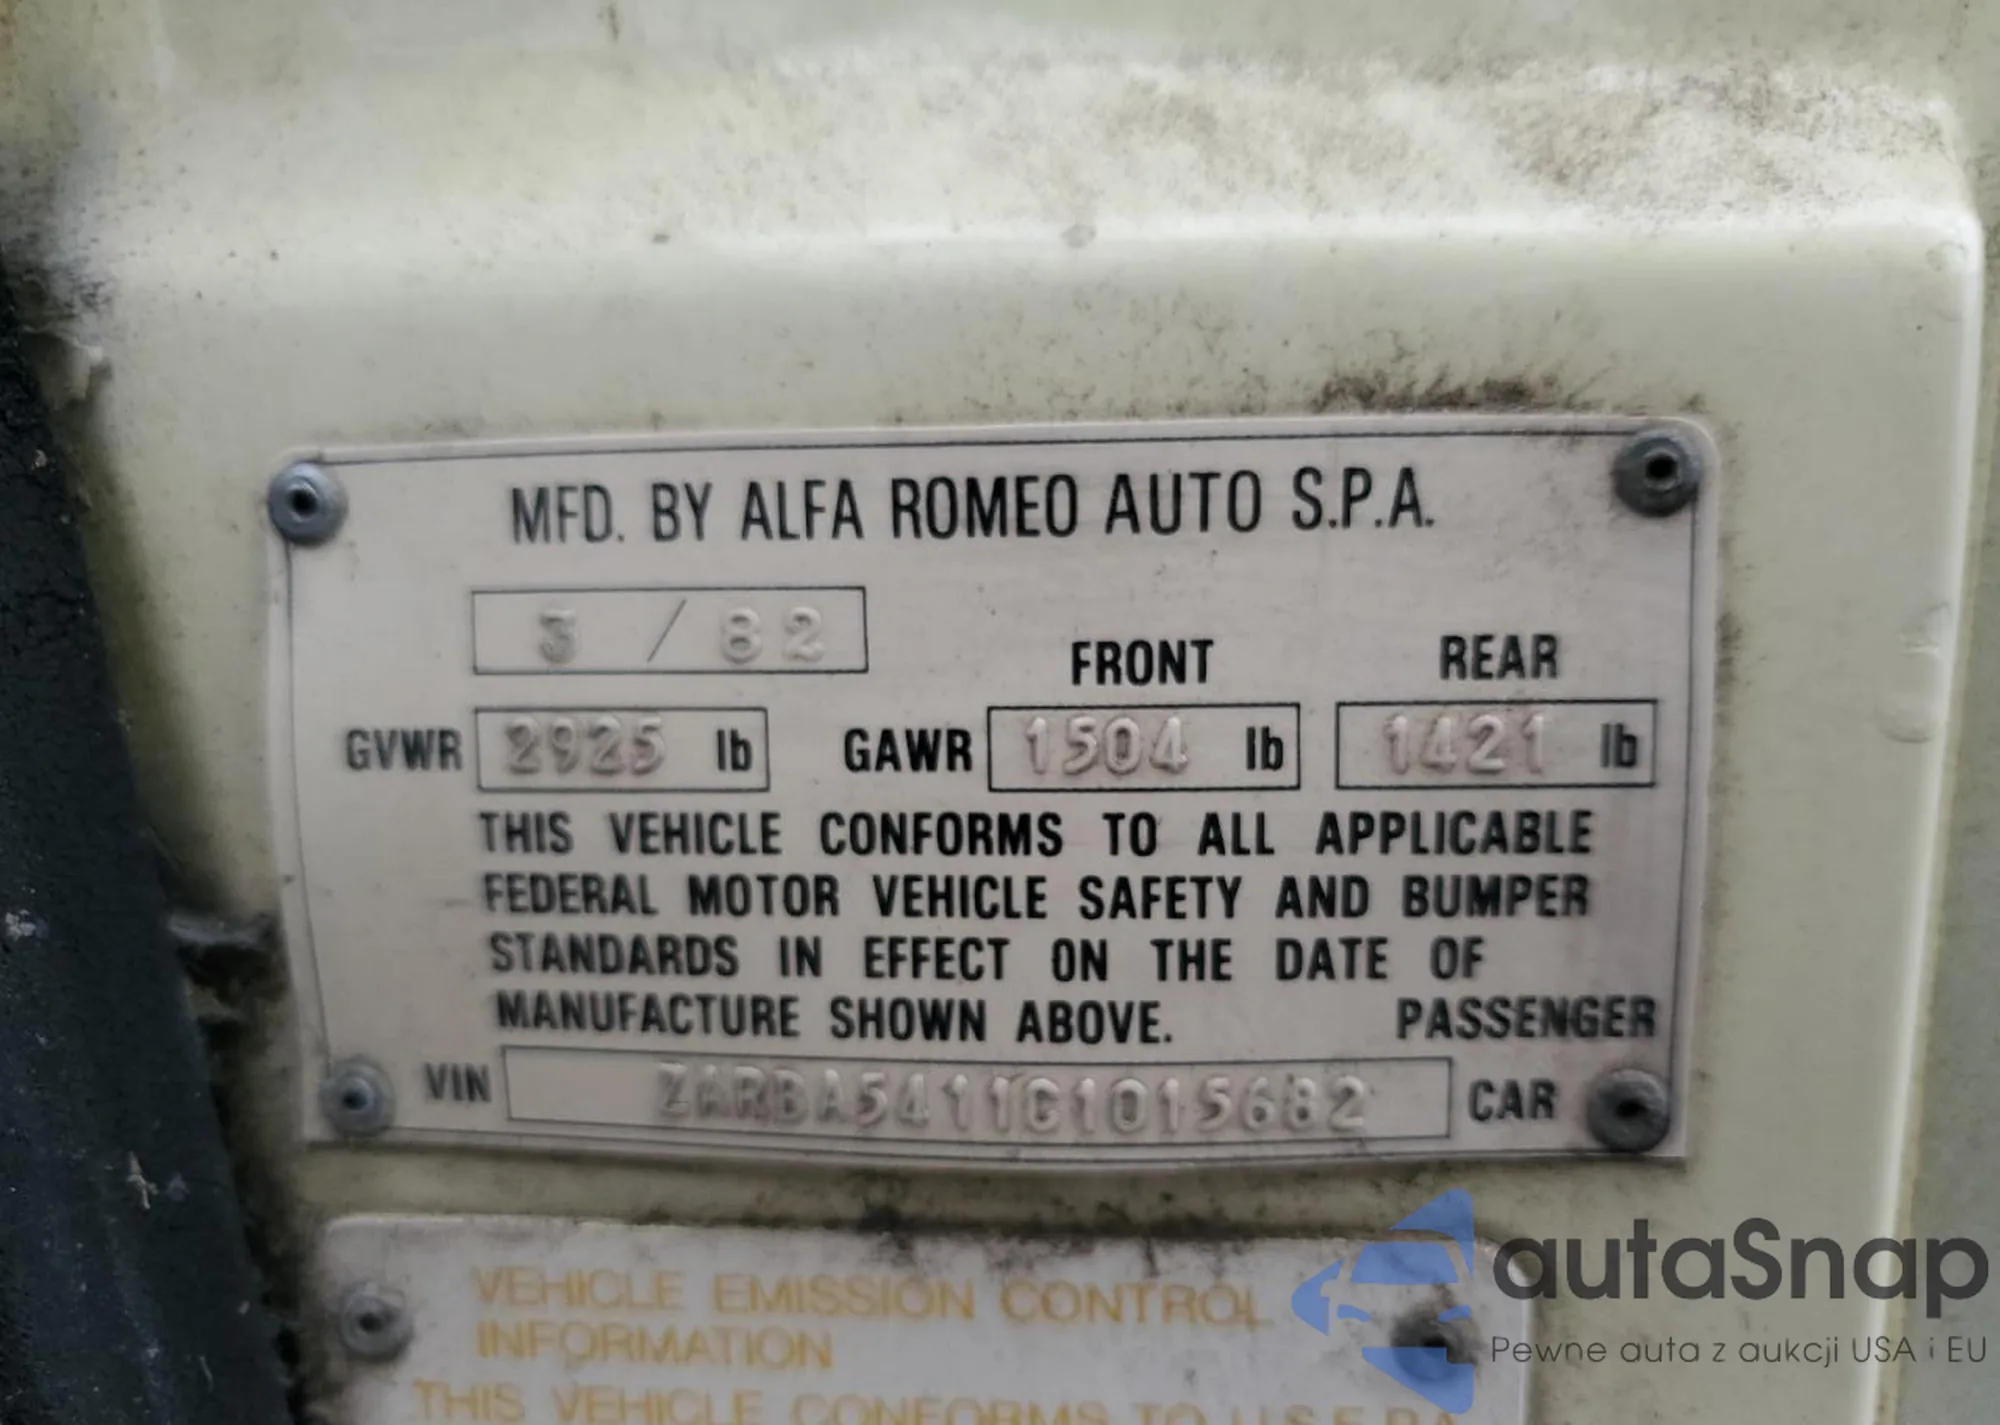 MFD. BY ALFA ROMEO AUTO S.P.A.
3 / 82
FRONT REAR
GVWR 2925 lb GAWR 1504 lb 1421 lb
THIS VEHICLE CONFORMS TO ALL APPLICABLE
FEDERAL MOTOR VEHICLE SAFETY AND BUMPER
STANDARDS IN EFFECT ON THE DATE OF
MANUFACTURE SHOWN ABOVE. PASSENGER
VIN ZARBA5411C1015682 CAR
VEHICLE EMISSION CONTROL
INFORMATION
THIS VEHICLE CONFORMS TO U.S.E.P.A.
autaSnap
Pewne auta z aukcji USA i EU